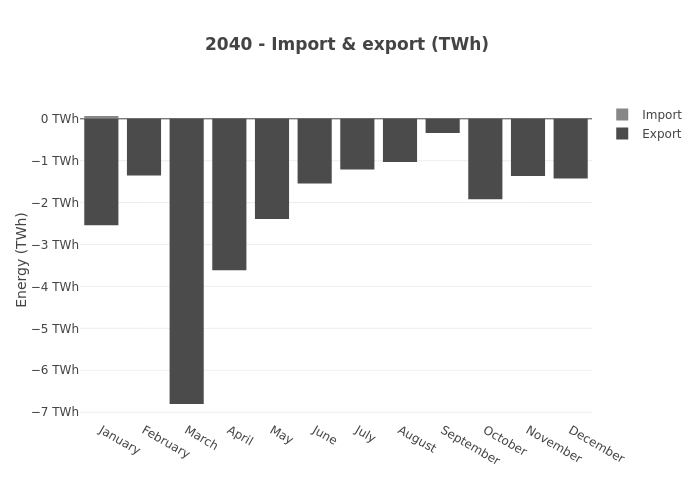 2040 - Import & export (TWh)
Import
Export
Energy (TWh)
0 TWh
−1 TWh
−2 TWh
−3 TWh
−4 TWh
−5 TWh
−6 TWh
−7 TWh
January
February
March
April
May
June
July
August
September
October
November
December